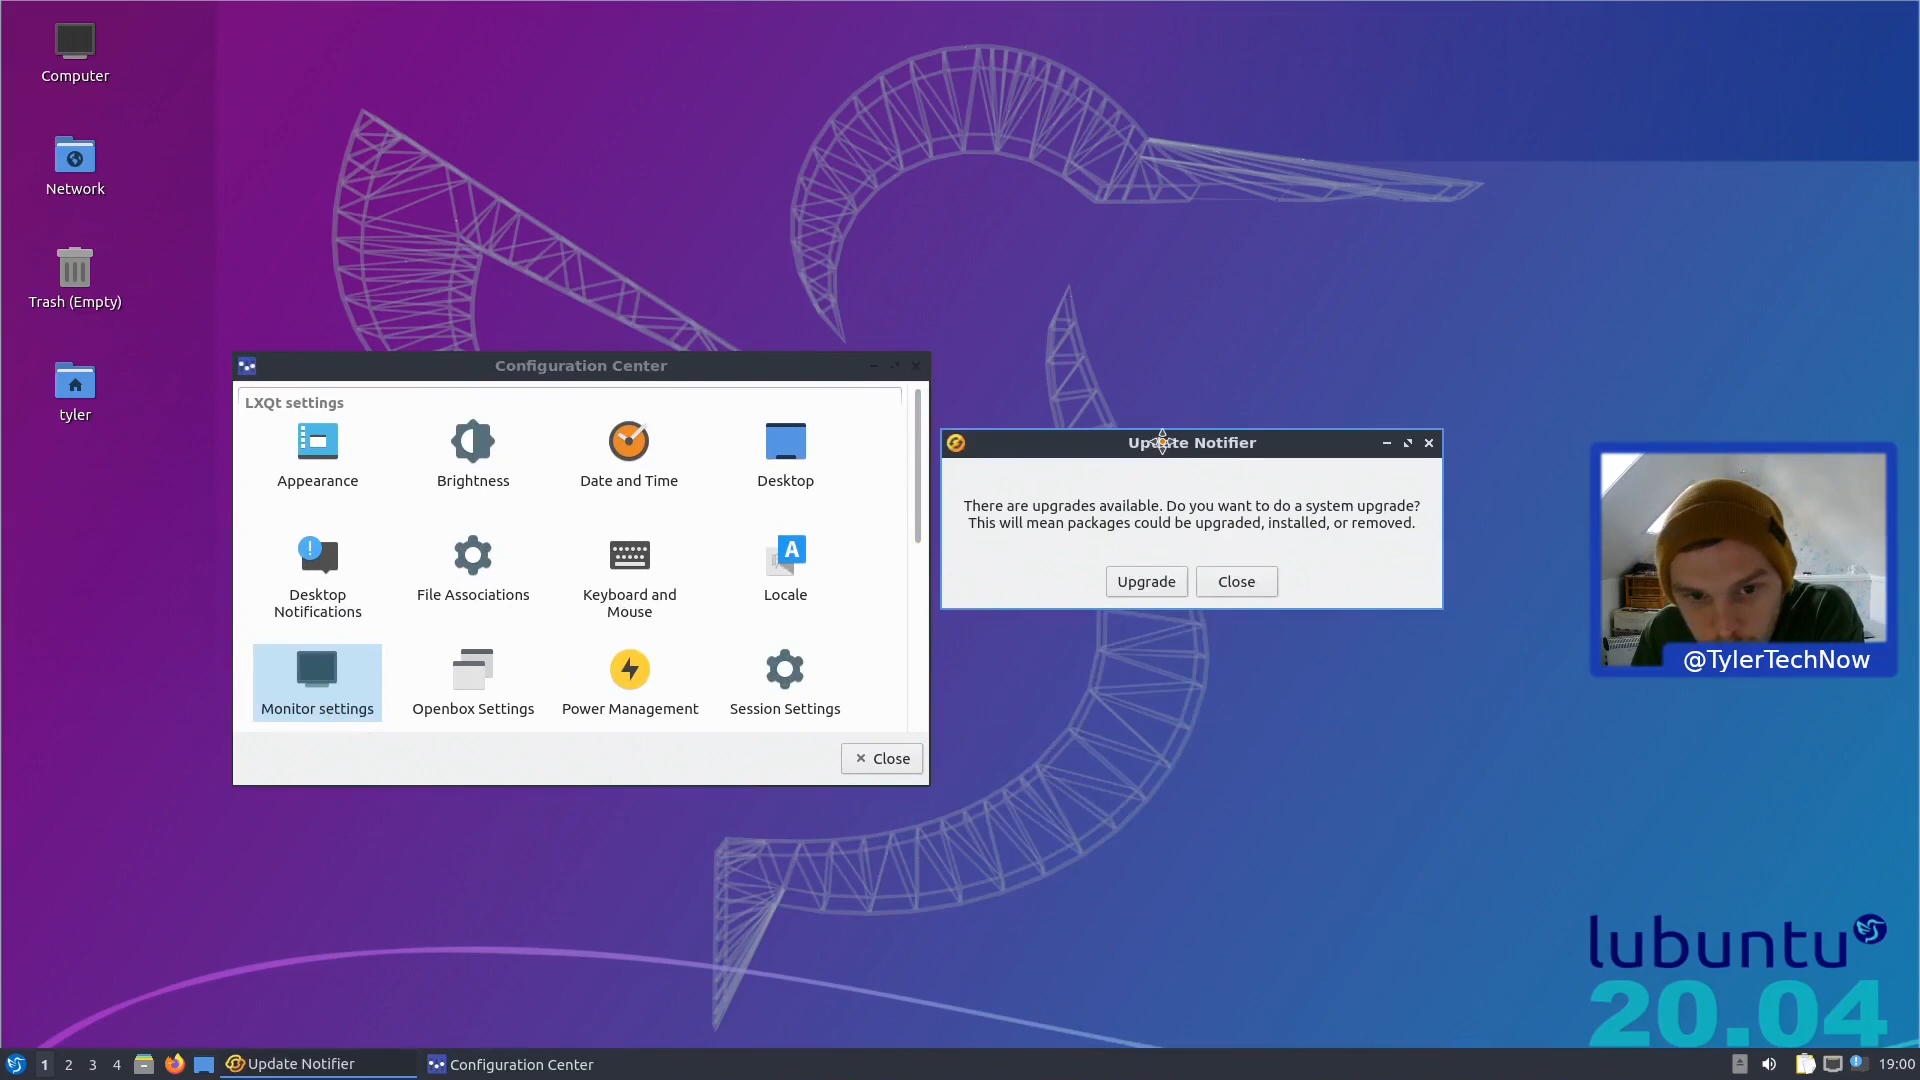 Computer
Network
Trash (Empty)
tyler
Configuration Center
LXQt settings
Appearance
Brightness
Date and Time
Desktop
Desktop
Notifications
File Associations
Keyboard and
Mouse
A
Locale
Monitor settings
Openbox Settings
Power Management
Session Settings
Close
Update Notifier
There are upgrades available. Do you want to do a system upgrade?
This will mean packages could be upgraded, installed, or removed.
Upgrade
Close
@TylerTechNow
lubuntu
20.04
1
2
3
4
Update Notifier
Configuration Center
19:00